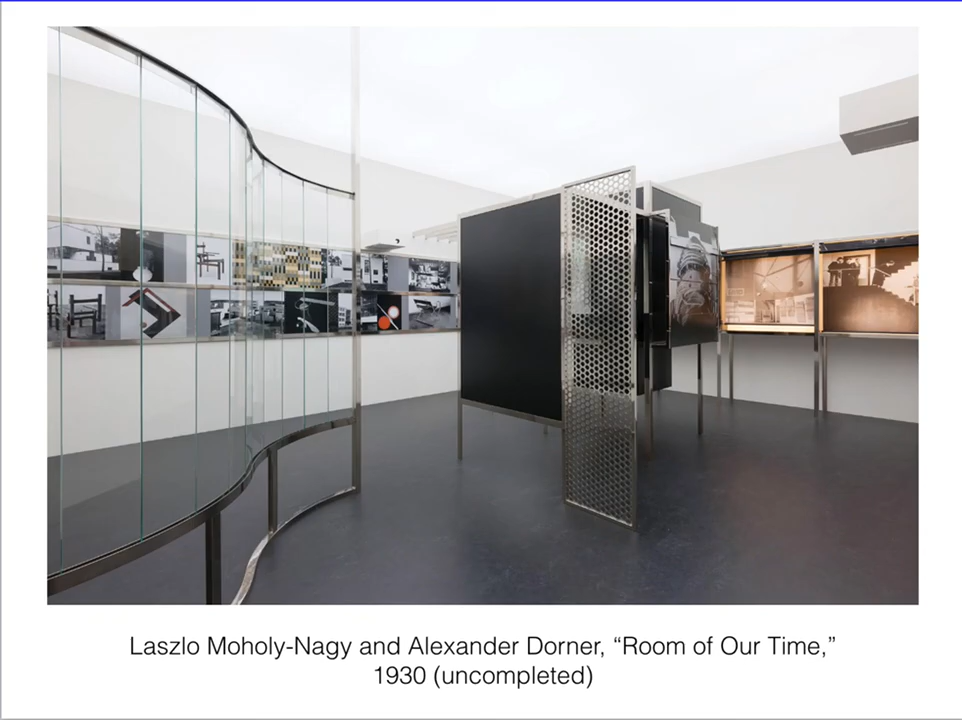 Laszlo Moholy-Nagy and Alexander Dorner, “Room of Our Time,”
1930 (uncompleted)